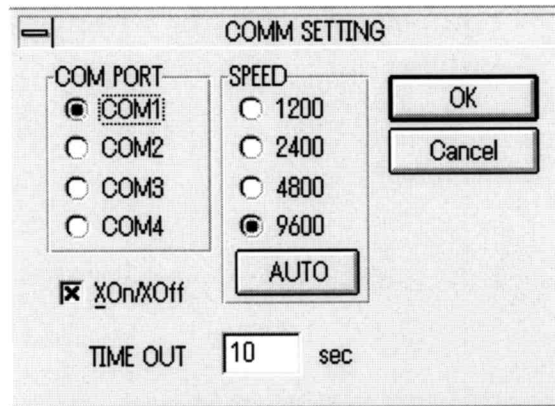 COMM SETTING
COM PORT
COM1
COM2
COM3
COM4
SPEED
1200
2400
4800
9600
AUTO
OK
Cancel
XOn/XOff
TIME OUT 10 sec